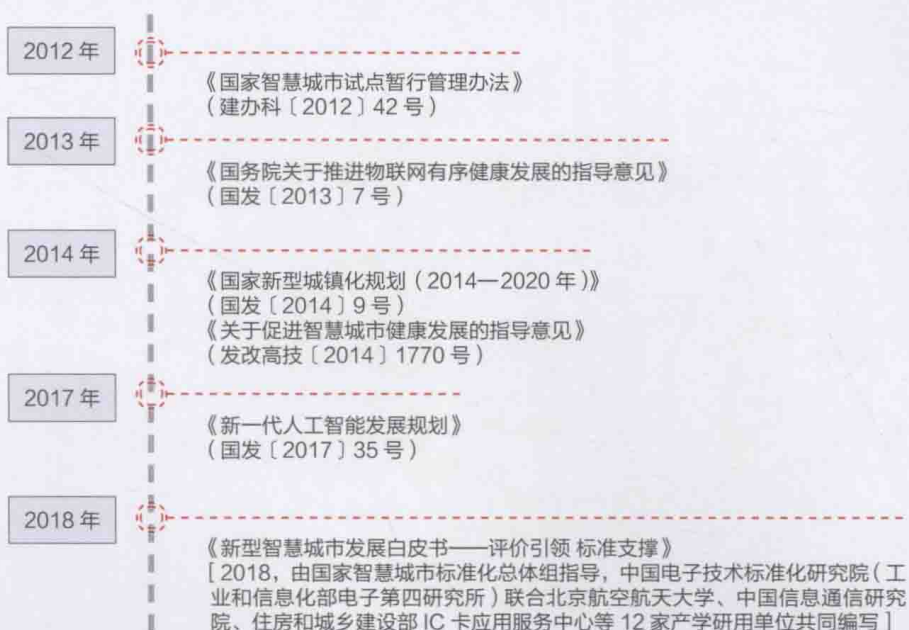 2012 年
《国家智慧城市试点暂行管理办法》
（建办科〔2012〕42 号）
2013 年
《国务院关于推进物联网有序健康发展的指导意见》
（国发〔2013〕7 号）
2014 年
《国家新型城镇化规划（2014—2020 年）》
（国发〔2014〕9 号）
《关于促进智慧城市健康发展的指导意见》
（发改高技〔2014〕1770 号）
2017 年
《新一代人工智能发展规划》
（国发〔2017〕35 号）
2018 年
《新型智慧城市发展白皮书——评价引领 标准支撑》
[ 2018，由国家智慧城市标准化总体组指导，中国电子技术标准化研究院（工
业和信息化部电子第四研究所）联合北京航空航天大学、中国信息通信研究
院、住房和城乡建设部 IC 卡应用服务中心等 12 家产学研用单位共同编写 ]